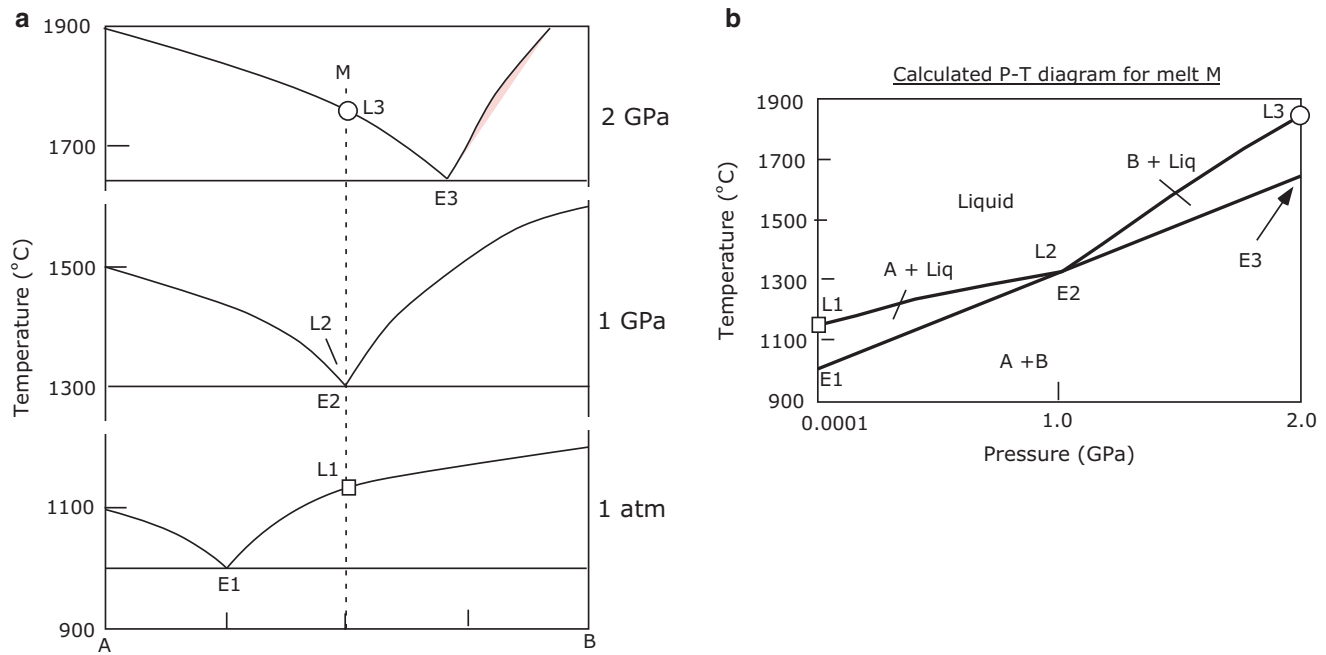 a
1900
1700
1500
1300
1100
900
Temperature (°C)
M
L3
E3
2 GPa
L2
E2
1 GPa
L1
E1
1 atm
A
B
b
Calculated P-T diagram for melt M
1900
1700
1500
1300
1100
900
Temperature (°C)
L3
B + Liq
Liquid
E3
L2
A + Liq
E2
L1
E1
A +B
0.0001
1.0
2.0
Pressure (GPa)